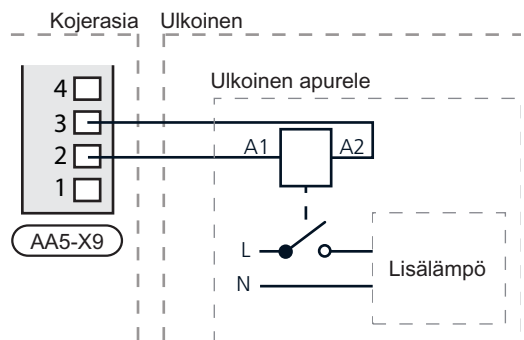 Kojerasia Ulkoinen
Ulkoinen apurele
4
3
2
1
A1 A2
AA5-X9
L
N
Lisälämpö